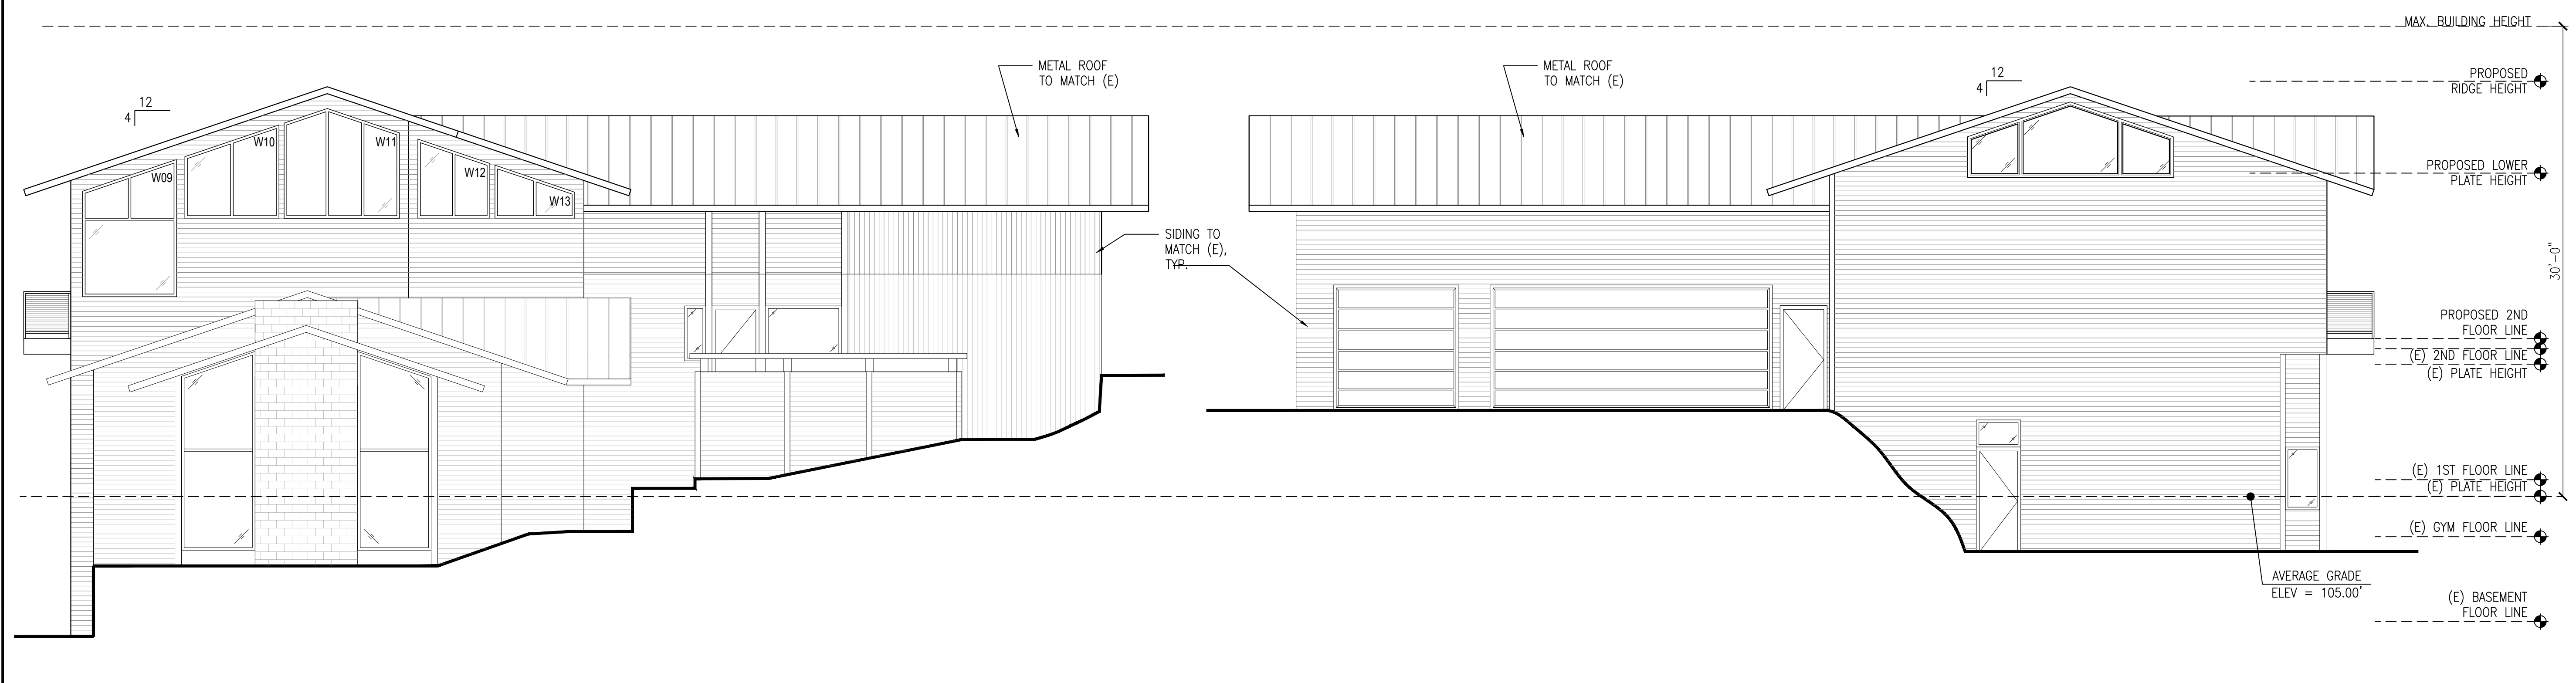 MAX. BUILDING HEIGHT
12
4
METAL ROOF
TO MATCH (E)
W09
W10
W11
W12
W13
SIDING TO
MATCH (E),
TYP.
METAL ROOF
TO MATCH (E)
12
4
PROPOSED
RIDGE HEIGHT
PROPOSED LOWER
PLATE HEIGHT
30'-0"
PROPOSED 2ND
FLOOR LINE
(E) 2ND FLOOR LINE
(E) PLATE HEIGHT
(E) 1ST FLOOR LINE
(E) PLATE HEIGHT
(E) GYM FLOOR LINE
AVERAGE GRADE
ELEV = 105.00'
(E) BASEMENT
FLOOR LINE